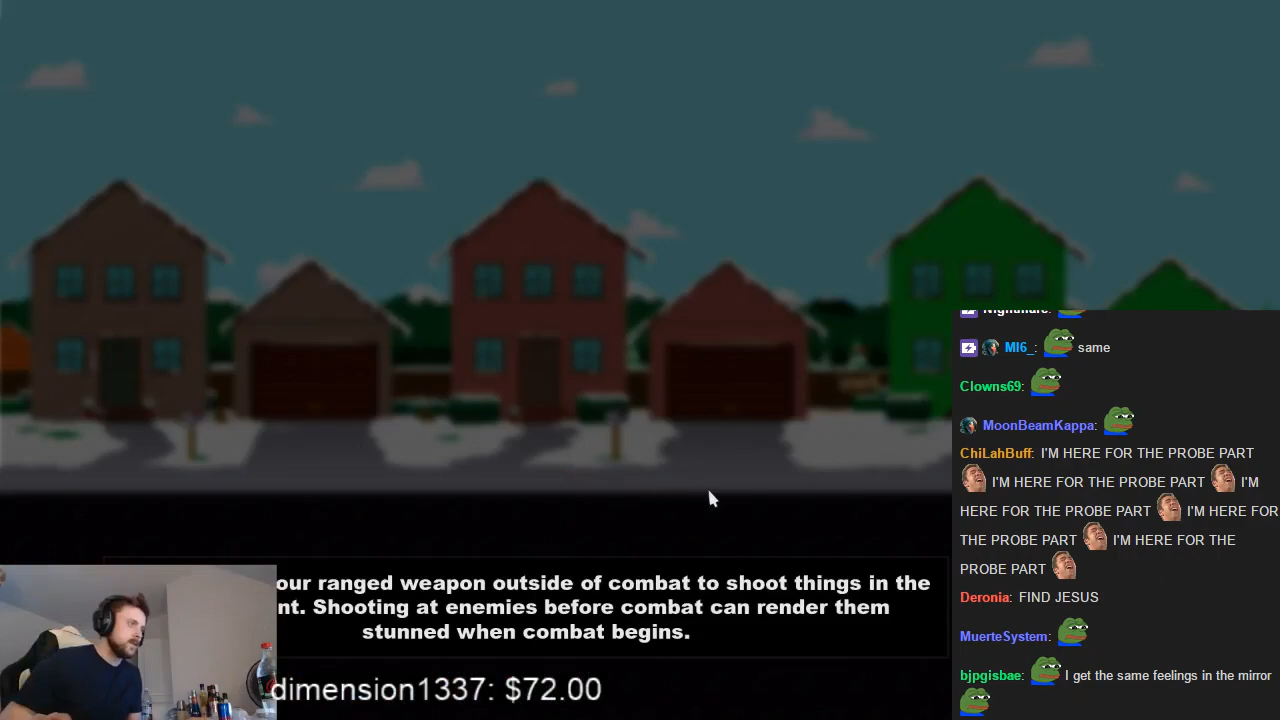 MI6_: same
Clowns69:
MoonBeamKappa:
ChiLahBuff: I'M HERE FOR THE PROBE PART
I'M HERE FOR THE PROBE PART I'M
HERE FOR THE PROBE PART I'M HERE FOR
THE PROBE PART I'M HERE FOR THE
PROBE PART
Deronia: FIND JESUS
MuerteSystem:
bjpgisbae: I get the same feelings in the mirror
our ranged weapon outside of combat to shoot things in the
nt. Shooting at enemies before combat can render them
stunned when combat begins.
dimension1337: $72.00